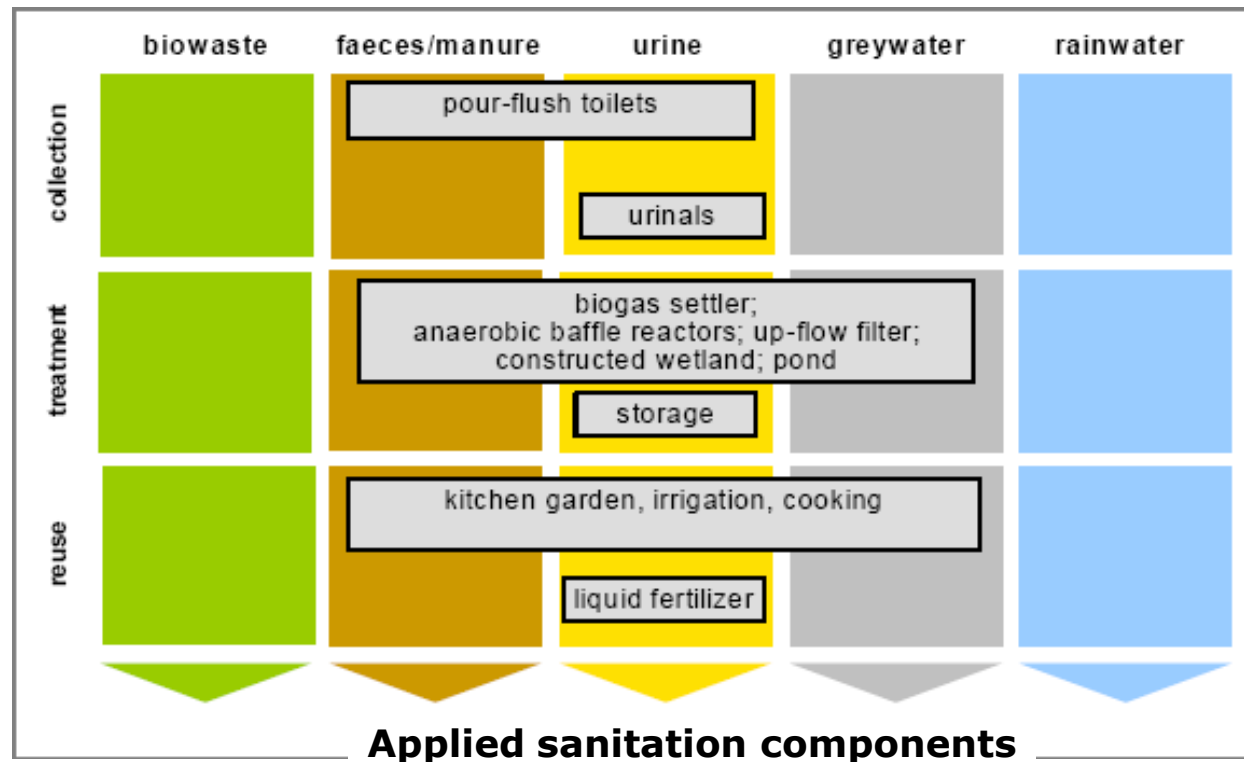 biowaste faeces/manure urine greywater rainwater
collection
pour-flush toilets
urinals
treatment
biogas settler;
anaerobic baffle reactors; up-flow filter;
constructed wetland; pond
storage
reuse
kitchen garden, irrigation, cooking
liquid fertilizer
Applied sanitation components